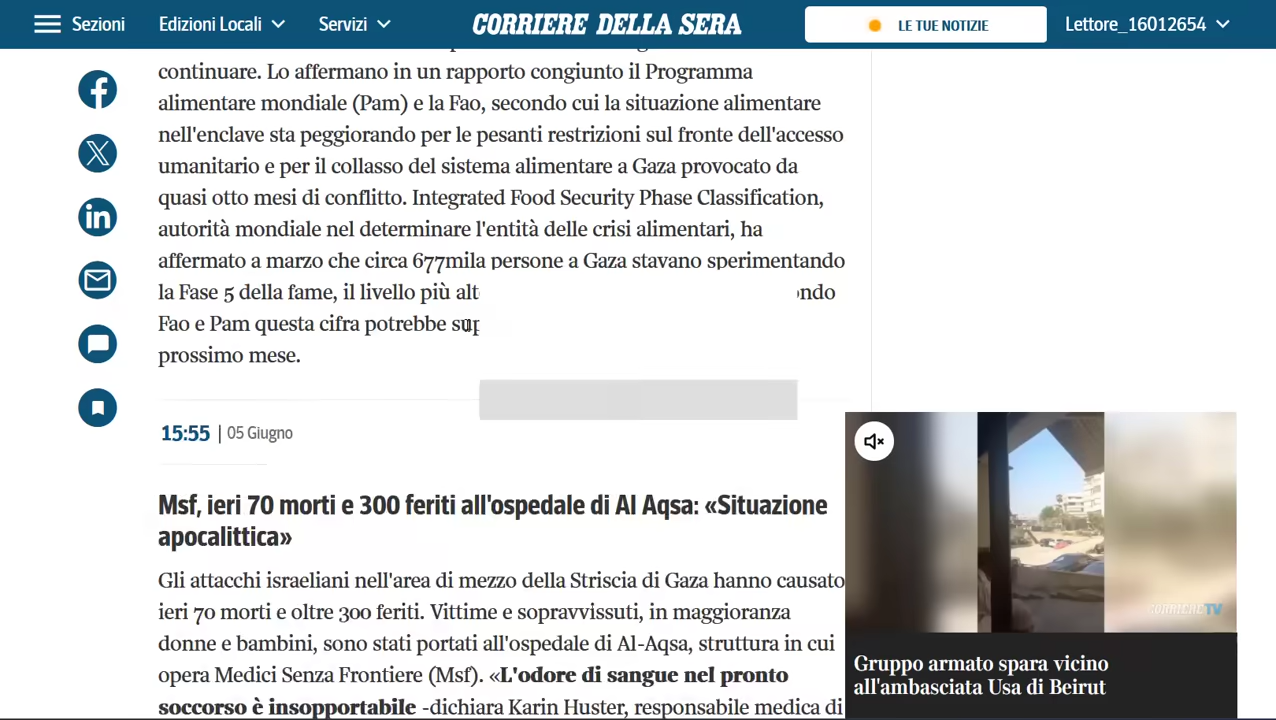 Sezioni
Edizioni Locali
Servizi
CORRIERE DELLA SERA
LE TUE NOTIZIE
Lettore_16012654
continuare. Lo affermano in un rapporto congiunto il Programma
alimentare mondiale (Pam) e la Fao, secondo cui la situazione alimentare
nell'enclave sta peggiorando per le pesanti restrizioni sul fronte dell'accesso
umanitario e per il collasso del sistema alimentare a Gaza provocato da
quasi otto mesi di conflitto. Integrated Food Security Phase Classification,
autorità mondiale nel determinare l'entità delle crisi alimentari, ha
affermato a marzo che circa 677mila persone a Gaza stavano sperimentando
la Fase 5 della fame, il livello più
Fao e Pam questa cifra potrebbe
prossimo mese.
15:55 | 05 Giugno
Msf, ieri 70 morti e 300 feriti all'ospedale di Al Aqsa: «Situazione
apocalittica»
Gli attacchi israeliani nell'area di mezzo della Striscia di Gaza hanno causato
ieri 70 morti e oltre 300 feriti. Vittime e sopravvissuti, in maggioranza
donne e bambini, sono stati portati all'ospedale di Al-Aqsa, struttura in cui
opera Medici Senza Frontiere (Msf). «L'odore di sangue nel pronto
soccorso è insopportabile -dichiara Karin Huster, responsabile medica di
CORRIERE TV
Gruppo armato spara vicino
all'ambasciata Usa di Beirut